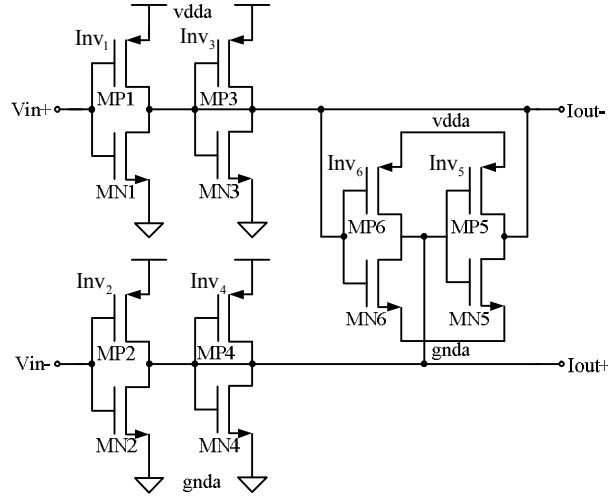 vdda
Inv1
Inv3
MP1
MP3
Vin+
Iout-
vdda
MN1
MN3
Inv6
Inv5
MP6
MP5
Inv2
Inv4
MN6
MN5
MP2
MP4
gnda
Vin-
Iout+
MN2
MN4
gnda